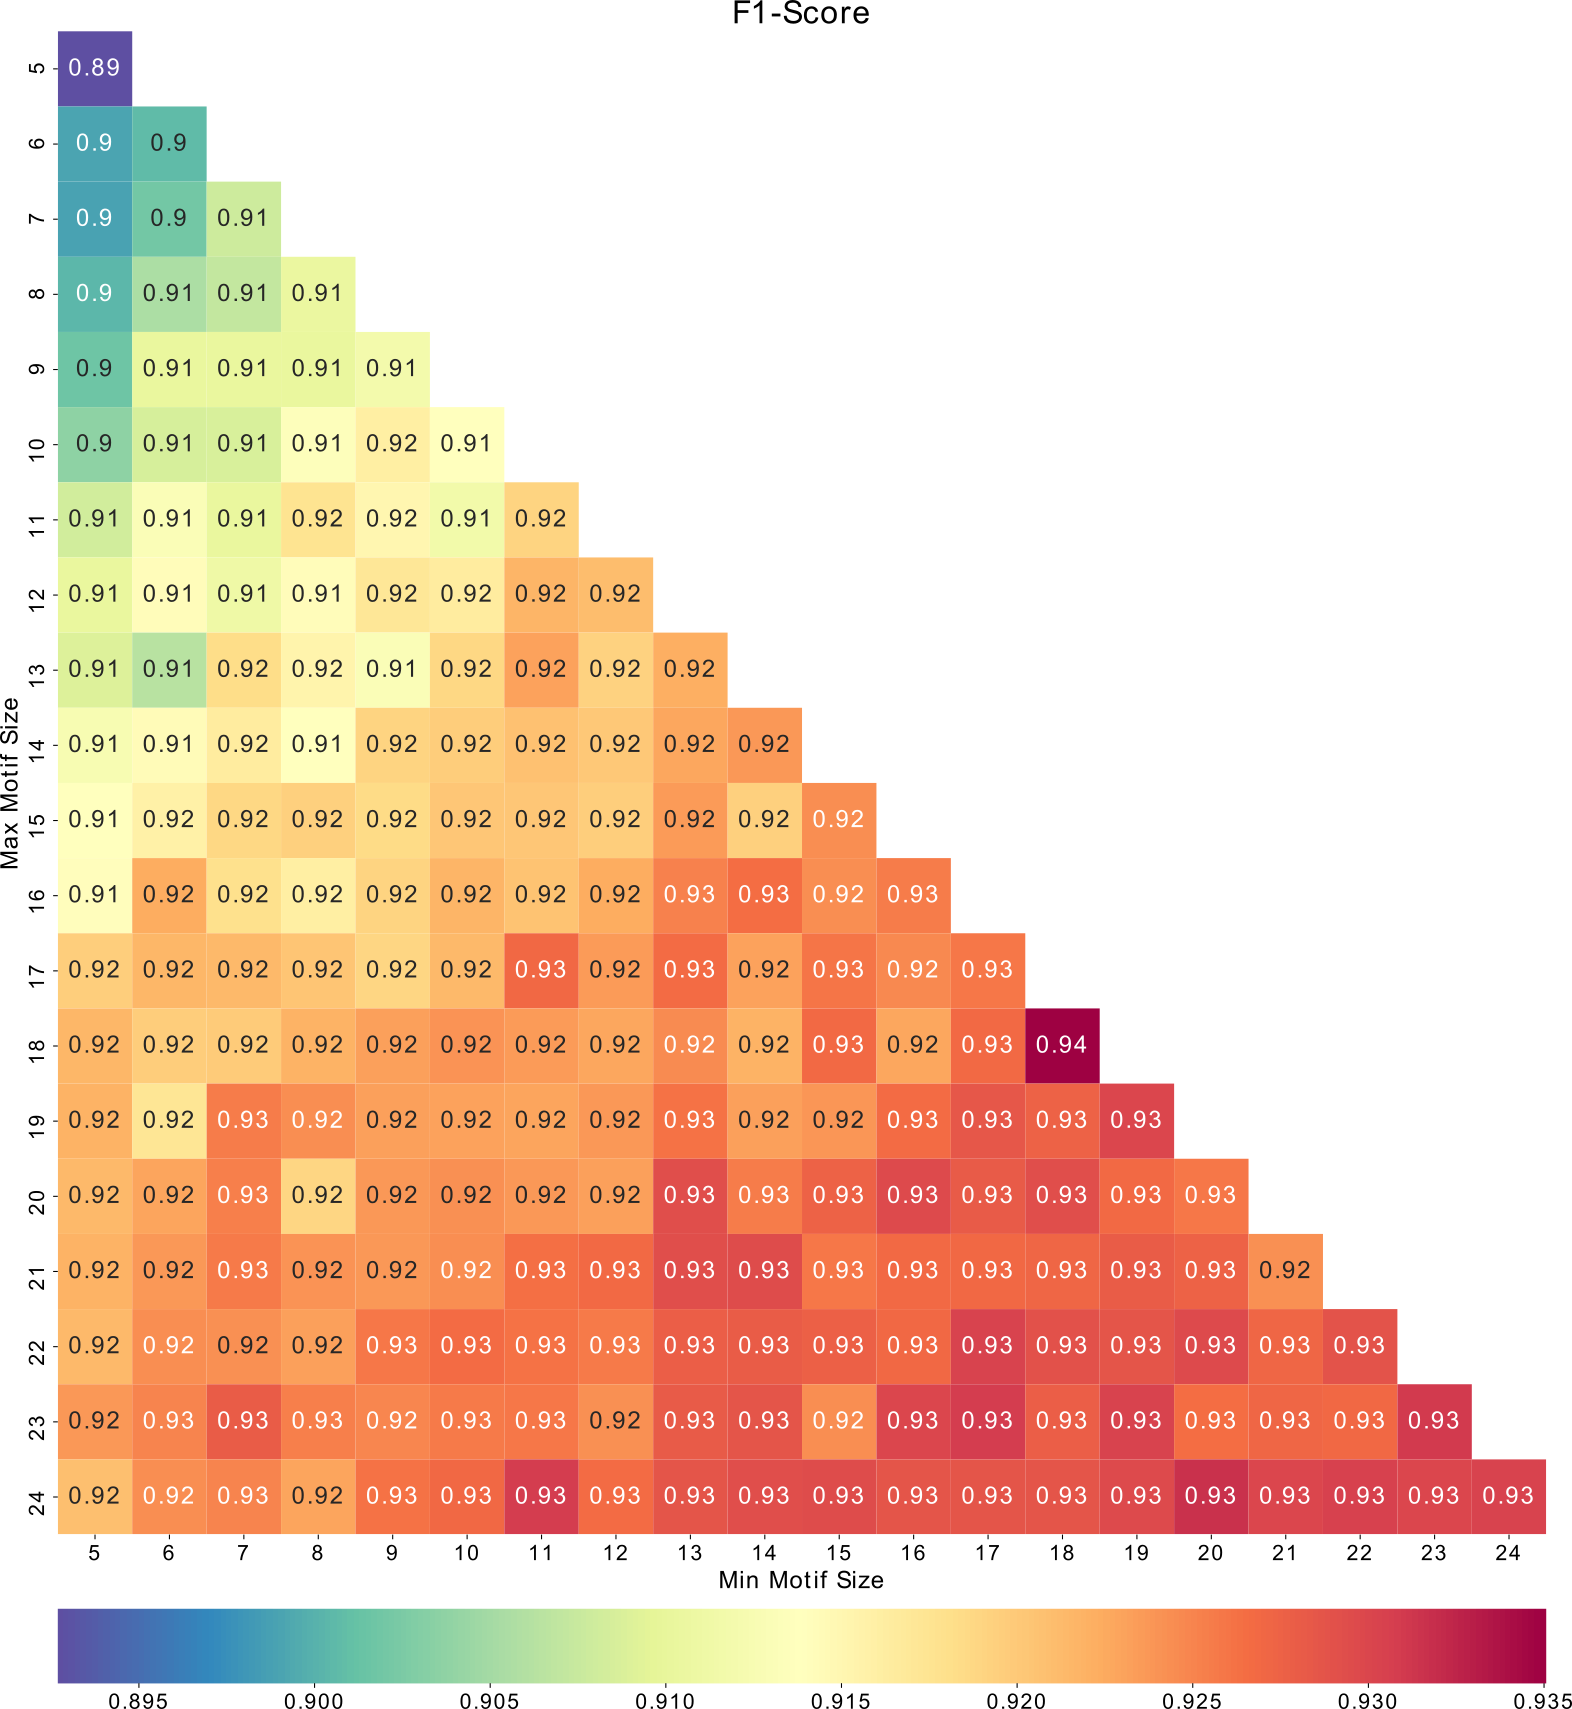 F1-Score
5 0.89
6 0.9 0.9
7 0.9 0.9 0.91
8 0.9 0.91 0.91 0.91
9 0.9 0.91 0.91 0.91 0.91
10 0.9 0.91 0.91 0.91 0.92 0.91
11 0.91 0.91 0.91 0.92 0.92 0.91 0.92
12 0.91 0.91 0.91 0.91 0.92 0.92 0.92 0.92
13 0.91 0.91 0.92 0.92 0.91 0.92 0.92 0.92 0.92
14 0.91 0.91 0.92 0.91 0.92 0.92 0.92 0.92 0.92 0.92
15 0.91 0.92 0.92 0.92 0.92 0.92 0.92 0.92 0.92 0.92 0.92
16 0.91 0.92 0.92 0.92 0.92 0.92 0.92 0.92 0.93 0.93 0.92 0.93
17 0.92 0.92 0.92 0.92 0.92 0.92 0.93 0.92 0.93 0.92 0.93 0.92 0.93
18 0.92 0.92 0.92 0.92 0.92 0.92 0.92 0.92 0.92 0.92 0.93 0.92 0.93 0.94
19 0.92 0.92 0.93 0.92 0.92 0.92 0.92 0.92 0.93 0.92 0.92 0.93 0.93 0.93 0.93
20 0.92 0.92 0.93 0.92 0.92 0.92 0.92 0.92 0.93 0.93 0.93 0.93 0.93 0.93 0.93 0.93
21 0.92 0.92 0.93 0.92 0.92 0.92 0.93 0.93 0.93 0.93 0.93 0.93 0.93 0.93 0.93 0.93 0.92
22 0.92 0.92 0.92 0.92 0.93 0.93 0.93 0.93 0.93 0.93 0.93 0.93 0.93 0.93 0.93 0.93 0.93 0.93
23 0.92 0.93 0.93 0.93 0.92 0.93 0.93 0.92 0.93 0.93 0.92 0.93 0.93 0.93 0.93 0.93 0.93 0.93 0.93
24 0.92 0.92 0.93 0.92 0.93 0.93 0.93 0.93 0.93 0.93 0.93 0.93 0.93 0.93 0.93 0.93 0.93 0.93 0.93 0.93
Max Motif Size
5 6 7 8 9 10 11 12 13 14 15 16 17 18 19 20 21 22 23 24
Min Motif Size
0.895 0.900 0.905 0.910 0.915 0.920 0.925 0.930 0.935